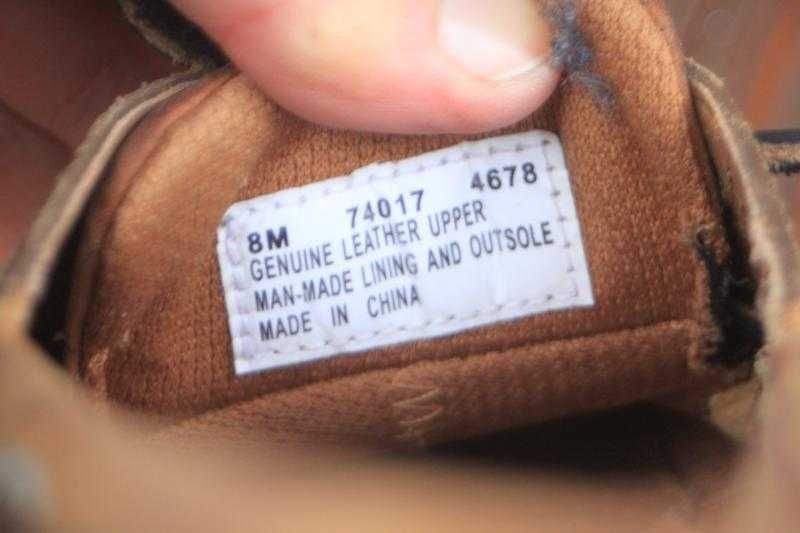 8M 74017 4678
GENUINE LEATHER UPPER
MAN-MADE LINING AND OUTSOLE
MADE IN CHINA